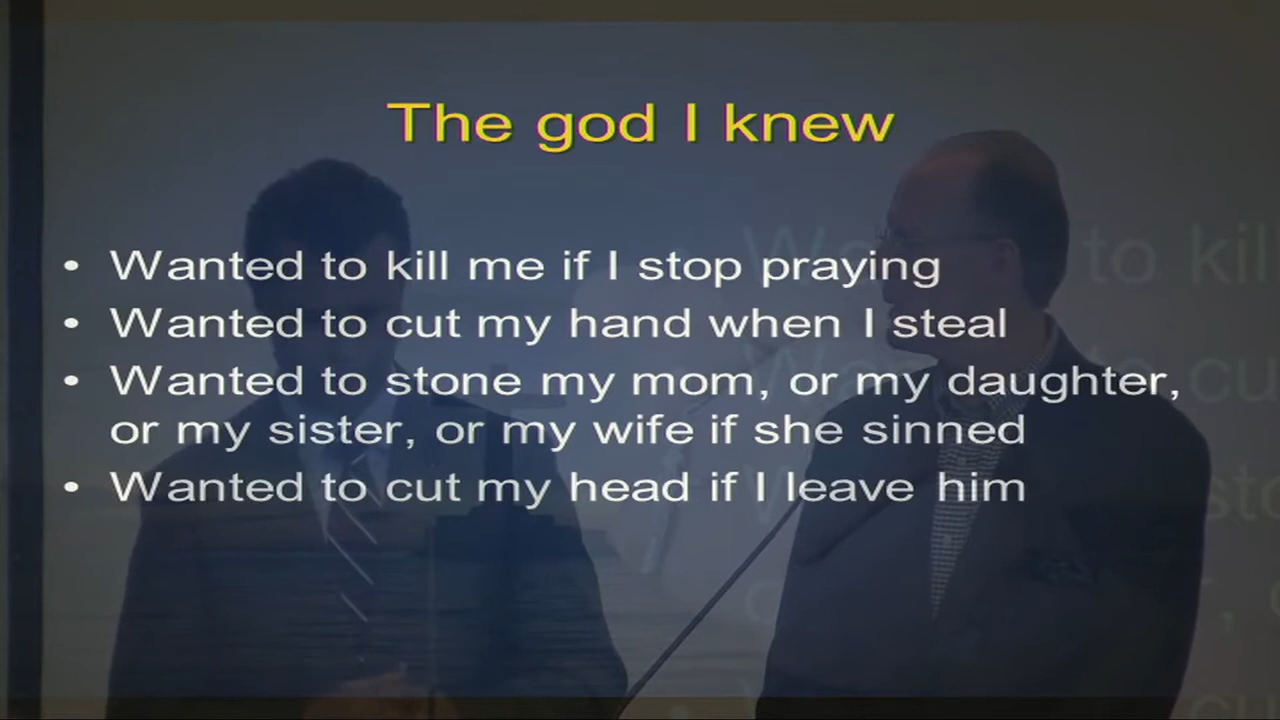 The god I knew
• Wanted to kill me if I stop praying
• Wanted to cut my hand when I steal
• Wanted to stone my mom, or my daughter,
or my sister, or my wife if she sinned
• Wanted to cut my head if I leave him